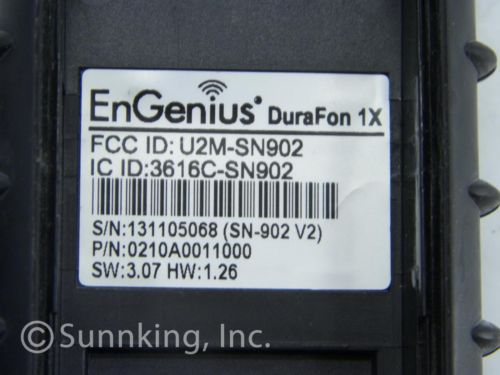 EnGenius® DuraFon 1X
FCC ID: U2M-SN902
IC ID:3616C-SN902
S/N:131105068 (SN-902 V2)
P/N:0210A0011000
SW:3.07 HW:1.26
© Sunnking, Inc.